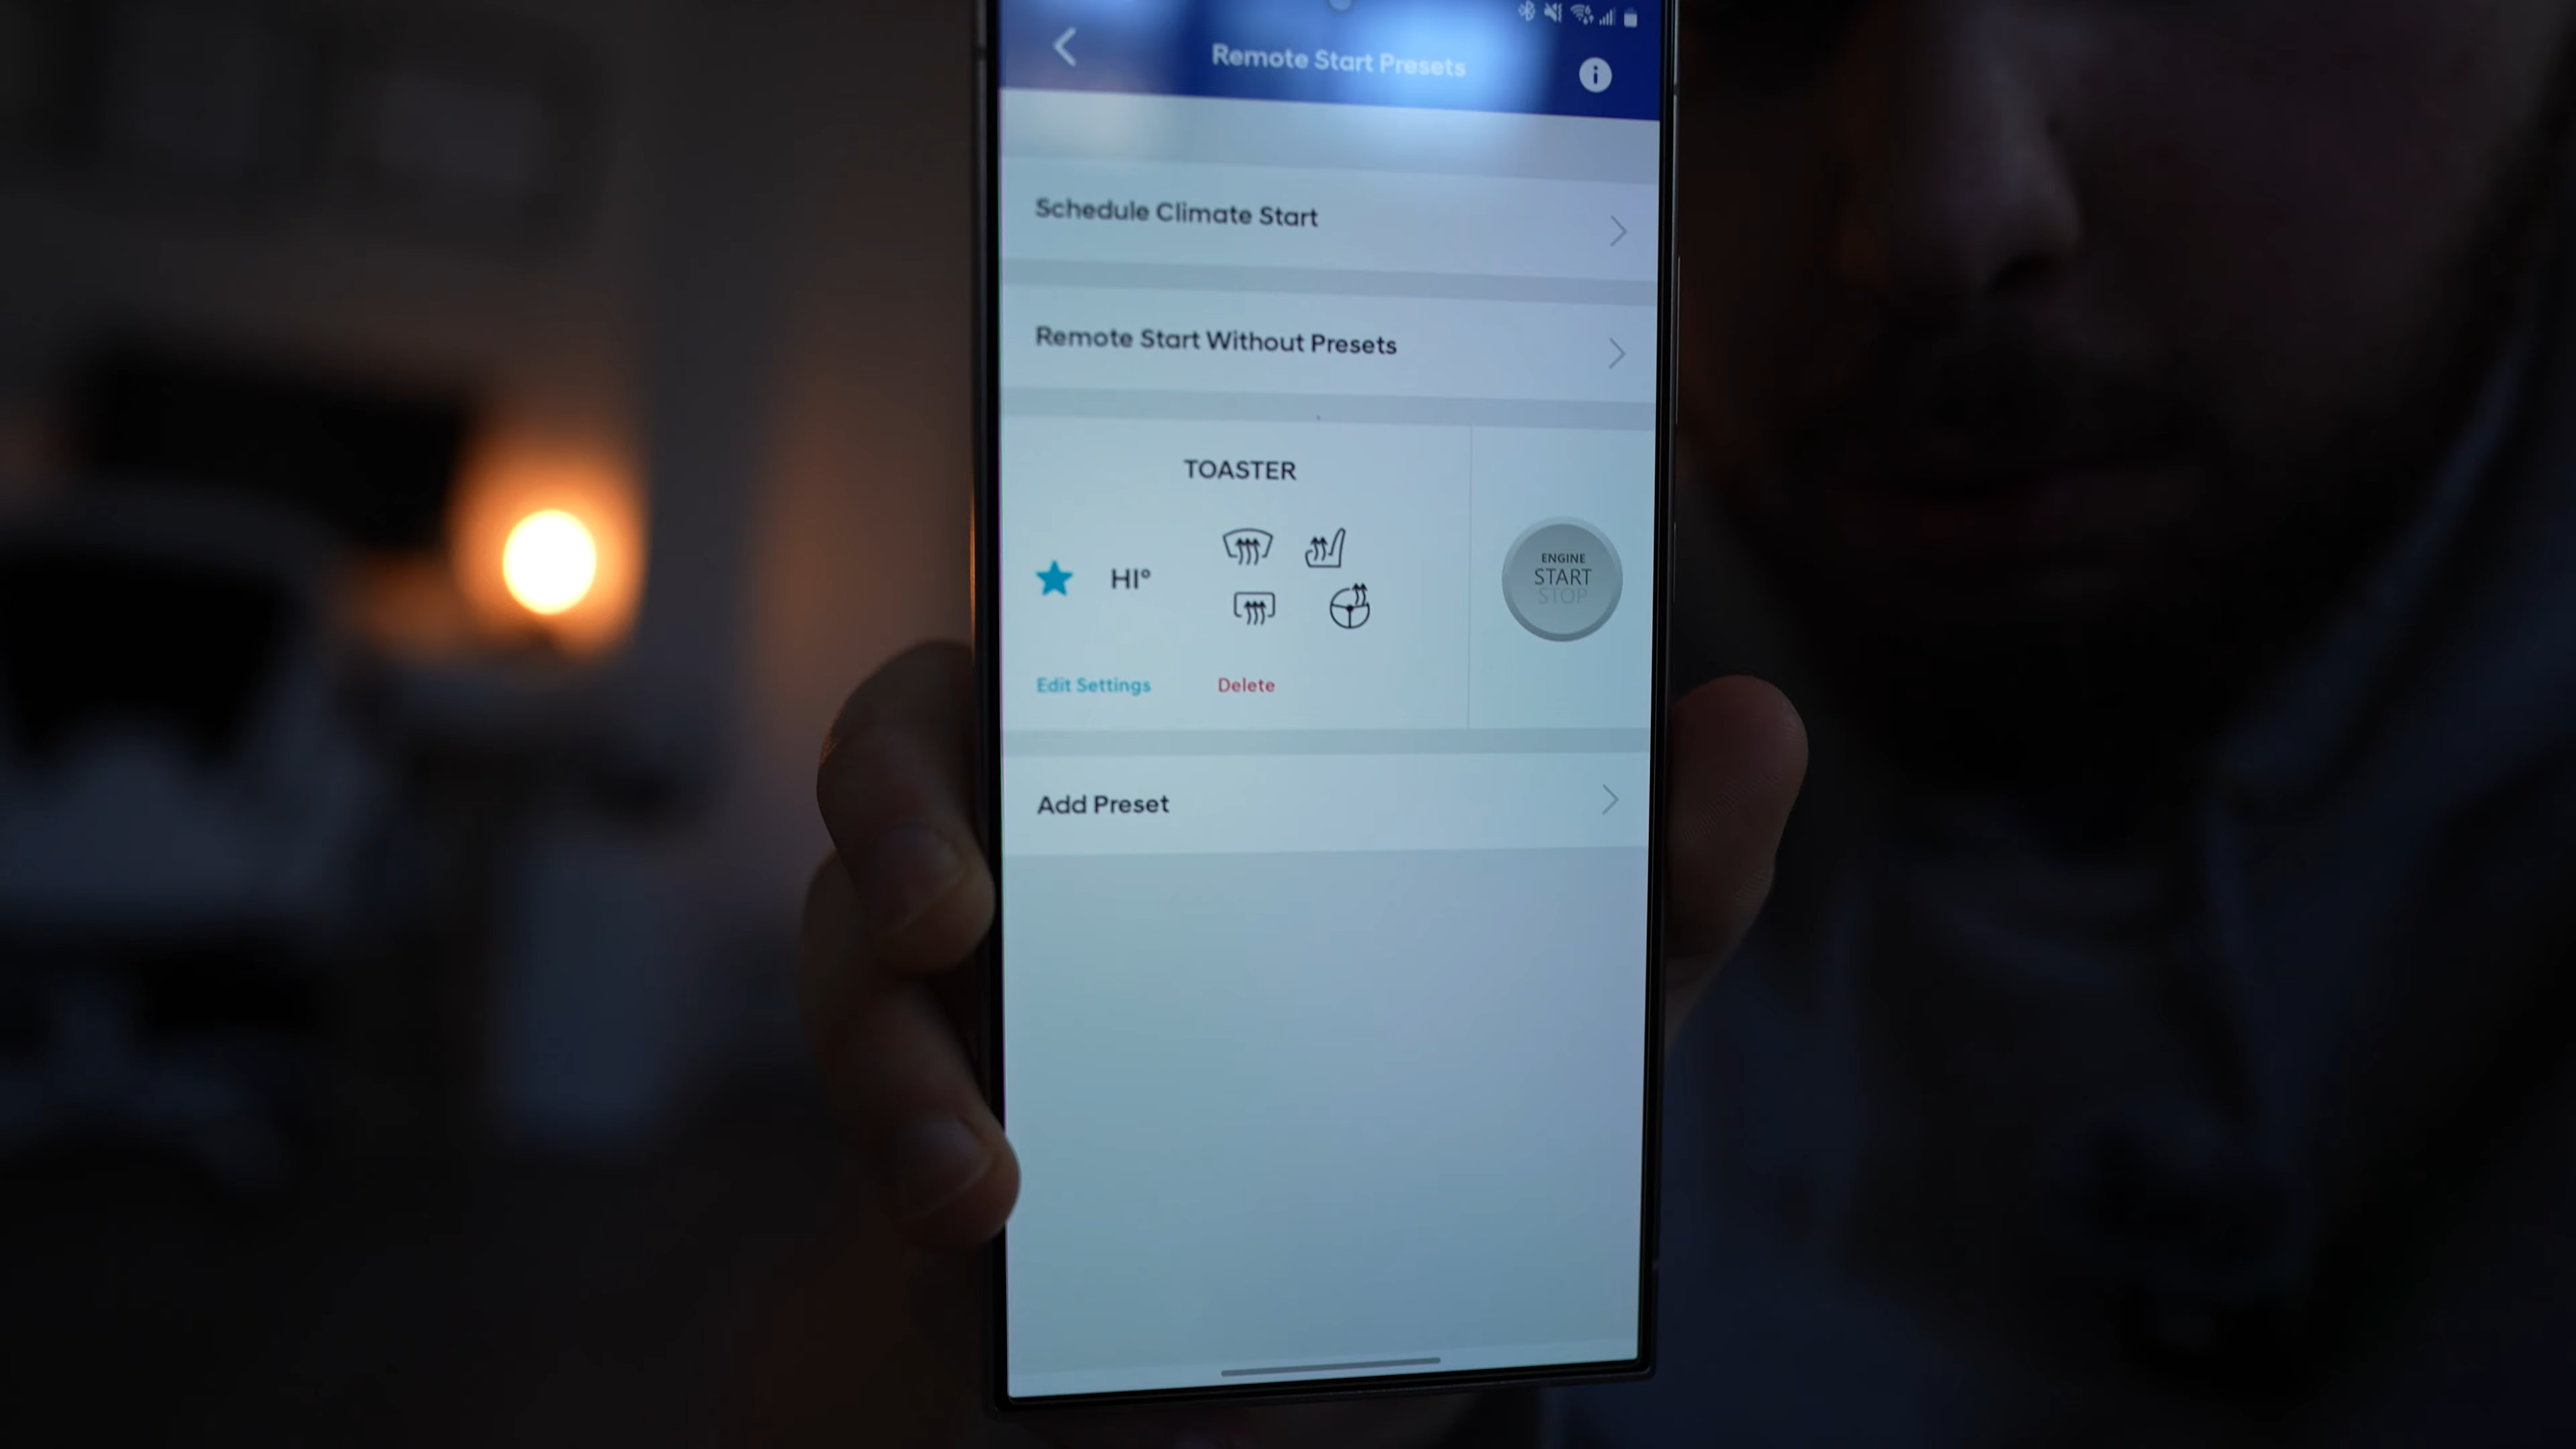 Remote Start Presets
Schedule Climate Start
Remote Start Without Presets
TOASTER
HI°
ENGINE
START
STOP
Edit Settings
Delete
Add Preset